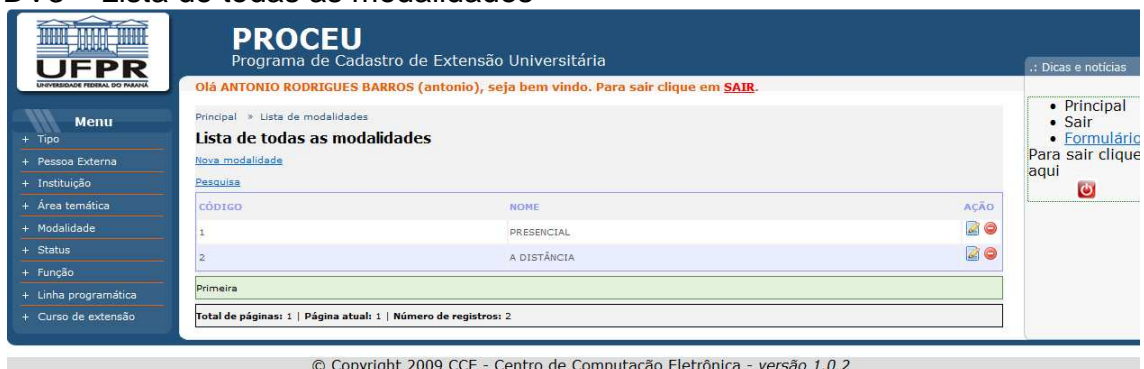 Lista de todas as modalidades
UFPR
UNIVERSIDADE FEDERAL DO PARANÁ
PROCEU
Programa de Cadastro de Extensão Universitária
Olá ANTONIO RODRIGUES BARROS (antonio), seja bem vindo. Para sair clique em SAIR.
Menu
+ Tipo
+ Pessoa Externa
+ Instituição
+ Área temática
+ Modalidade
+ Status
+ Função
+ Linha programática
+ Curso de extensão
Principal » Lista de modalidades
Lista de todas as modalidades
Nova modalidade
Pesquisa
CÓDIGO NOME AÇÃO
1 PRESENCIAL
2 A DISTÂNCIA
Primeira
Total de páginas: 1 | Página atual: 1 | Número de registros: 2
.: Dicas e notícias
• Principal
• Sair
• Formulário
Para sair clique
aqui
© Copyright 2009 CCE - Centro de Computação Eletrônica - versão 1.0.2